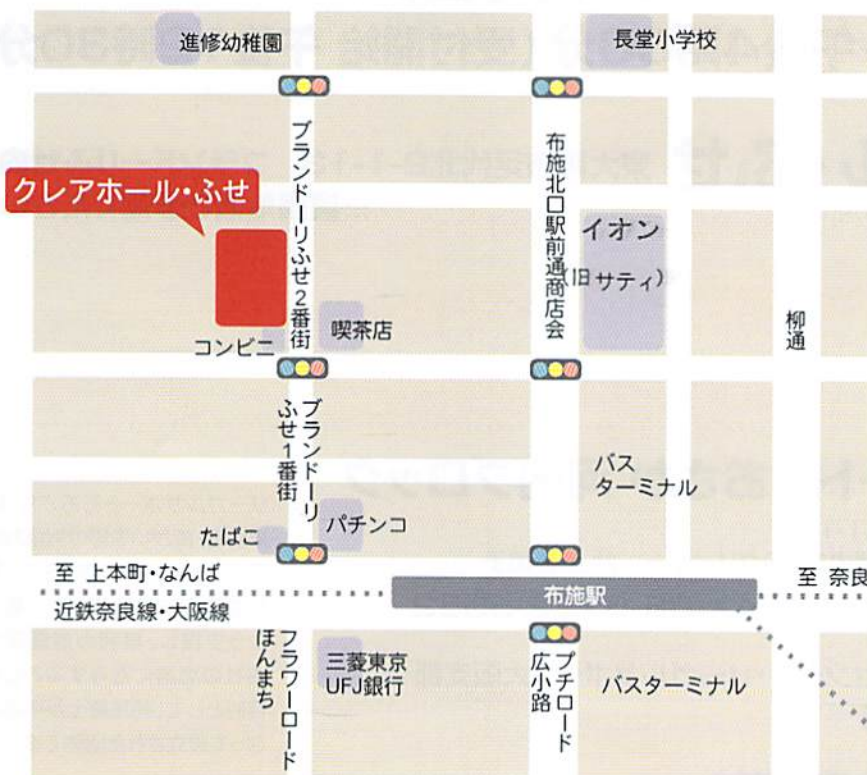 進修幼稚園
長堂小学校
クレアホール・ふせ
ブランドーリふせ2番街
布施北口駅前通商店会
イオン
(旧サティ)
柳通
コンビニ
喫茶店
ブランドーリ
ふせ1番街
バス
ターミナル
たばこ
パチンコ
至 上本町・なんば
布施駅
至 奈良
近鉄奈良線・大阪線
フラワーロード
ほんまち
三菱東京
UFJ銀行
プチロード
広小路
バスターミナル